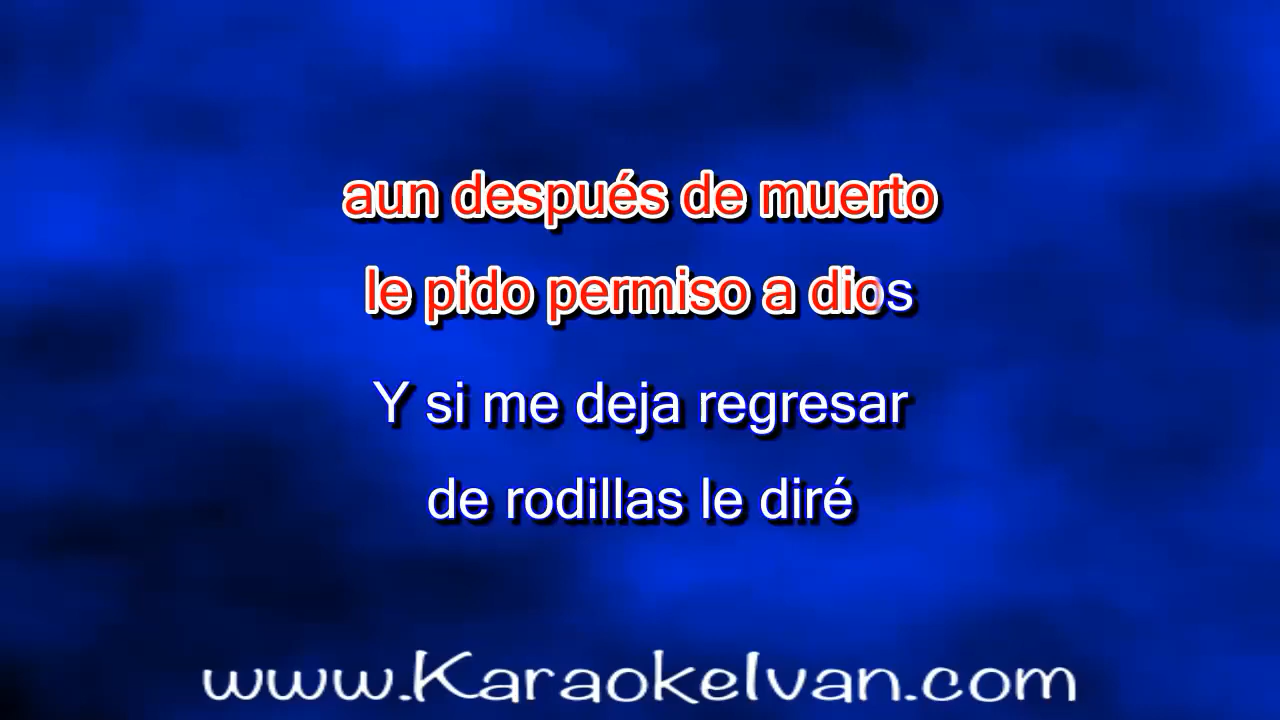 aun después de muerto
le pido permiso a dios
Y si me deja regresar
de rodillas le diré
www.KaraokeIvan.com